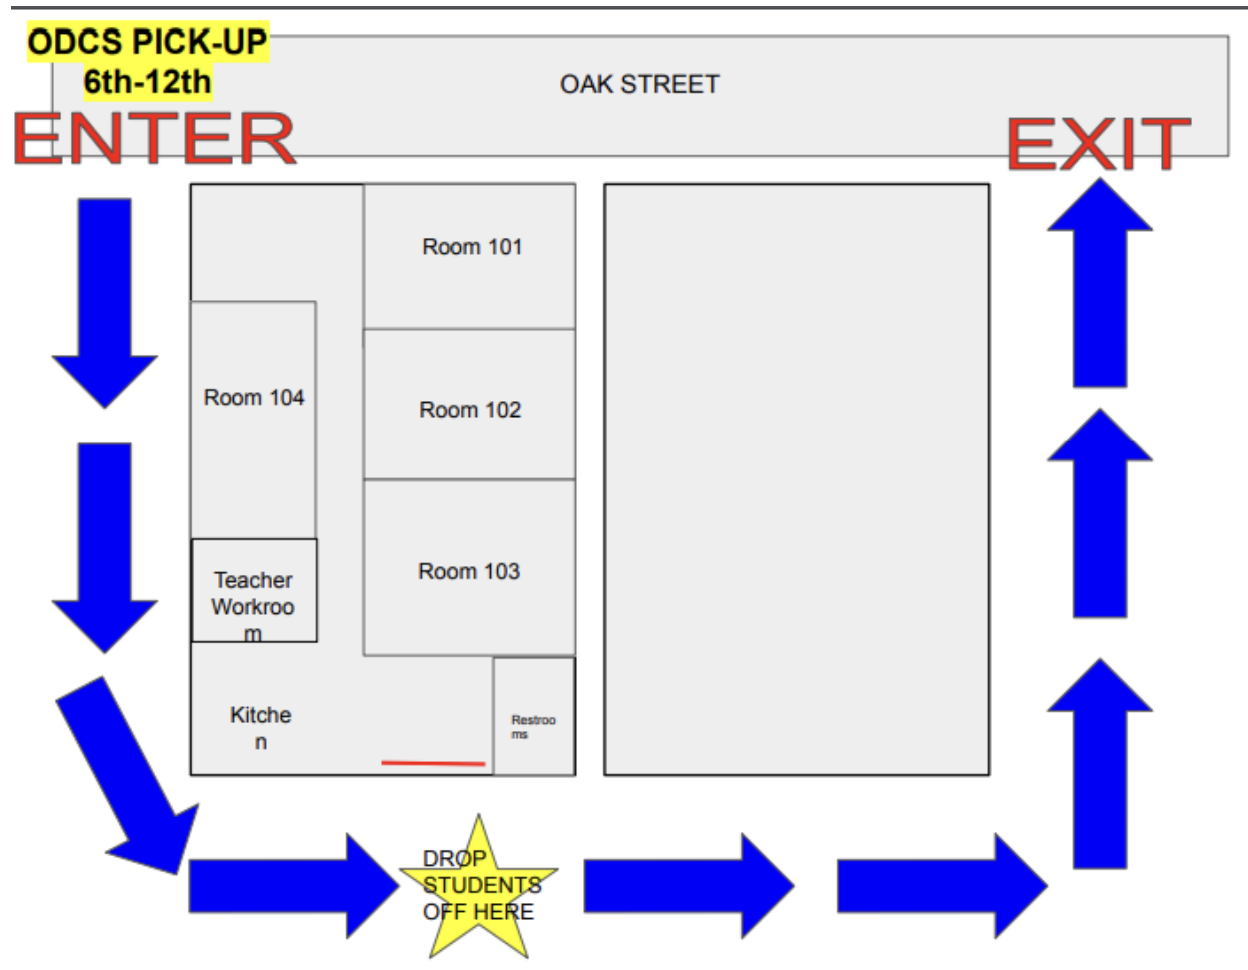 ODCS PICK-UP
6th-12th
OAK STREET
ENTER
EXIT
Room 101
Room 104
Room 102
Room 103
Teacher
Workroo
m
Kitche
n
Restroo
ms
DROP
STUDENTS
OFF HERE